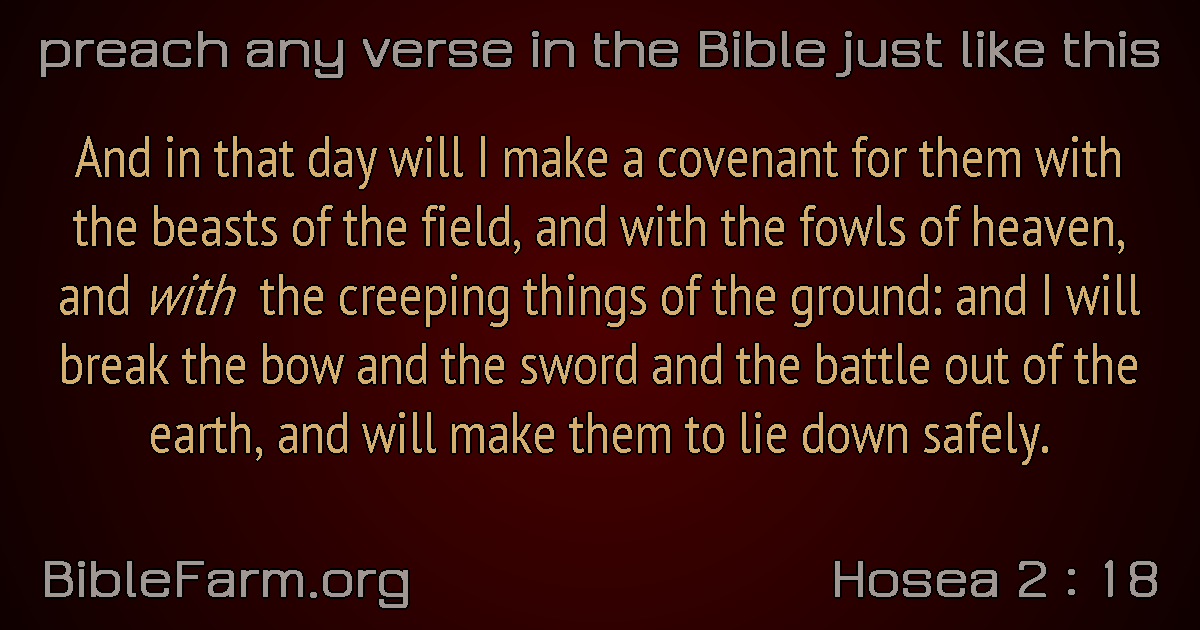 preach any verse in the Bible just like this
And in that day will I make a covenant for them with
the beasts of the field, and with the fowls of heaven,
and with the creeping things of the ground: and I will
break the bow and the sword and the battle out of the
earth, and will make them to lie down safely.
BibleFarm.org
Hosea 2 : 18